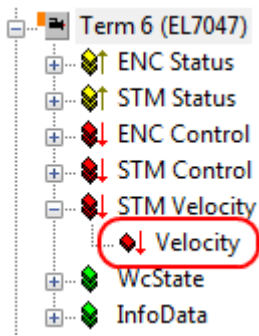 Term 6 (EL7047)
ENC Status
STM Status
ENC Control
STM Control
STM Velocity
Velocity
WcState
InfoData